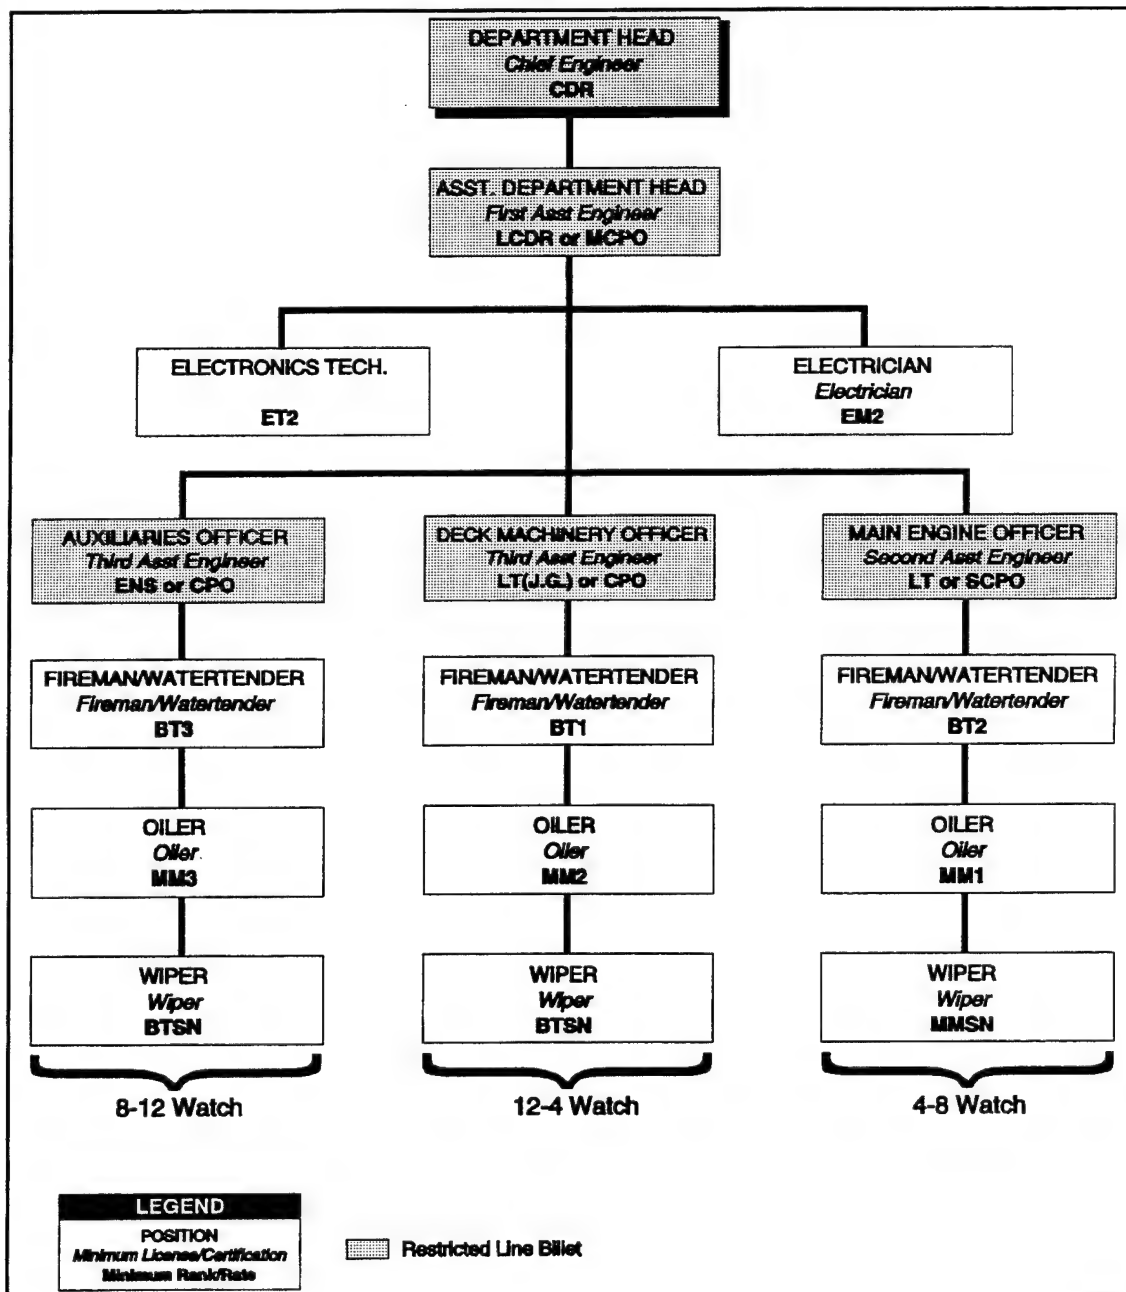 DEPARTMENT HEAD
Chief Engineer
CDR
ASST. DEPARTMENT HEAD
First Asst Engineer
LCDR or MCPO
ELECTRONICS TECH.
ET2
ELECTRICIAN
Electrician
EM2
AUXILIARIES OFFICER
Third Asst Engineer
ENS or CPO
FIREMAN/WATERTENDER
Fireman/Watertender
BT3
OILER
Oiler
MM3
WIPER
Wiper
BTSN
8-12 Watch
DECK MACHINERY OFFICER
Third Asst Engineer
LT(J.G.) or CPO
FIREMAN/WATERTENDER
Fireman/Watertender
BT1
OILER
Oiler
MM2
WIPER
Wiper
BTSN
12-4 Watch
MAIN ENGINE OFFICER
Second Asst Engineer
LT or SCPO
FIREMAN/WATERTENDER
Fireman/Watertender
BT2
OILER
Oiler
MM1
WIPER
Wiper
MMSN
4-8 Watch
LEGEND
POSITION
Minimum License/Certification
Minimum Rank/Rate
Restricted Line Billet